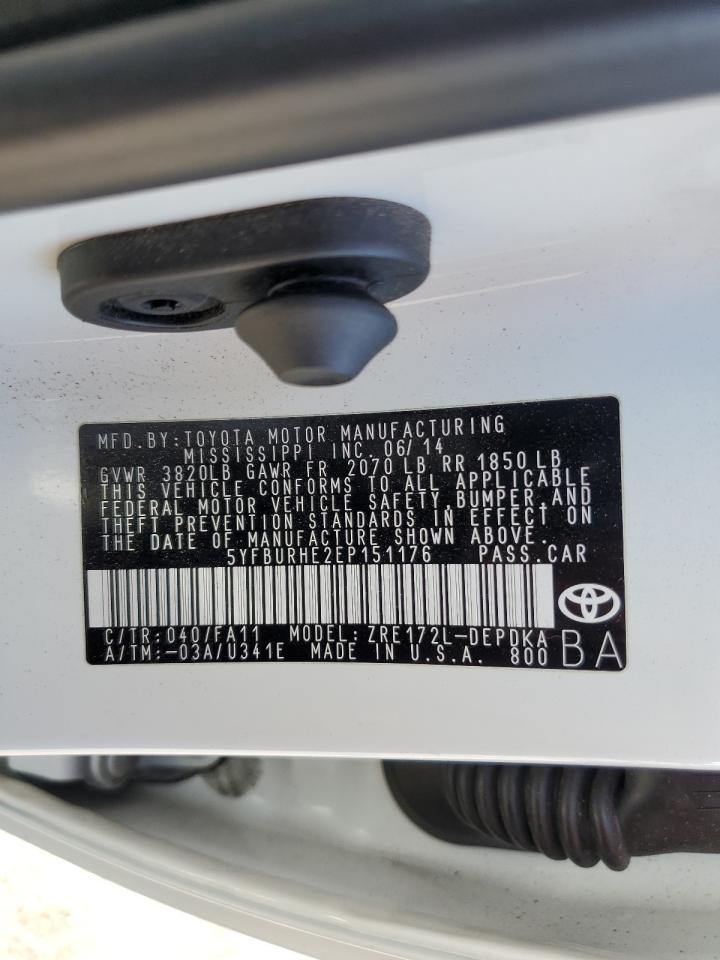 MFD.BY:TOYOTA MOTOR MANUFACTURING
MISSISSIPPI INC. 06/14
GVWR 3820LB GAWR FR 2070 LB RR 1850 LB
THIS VEHICLE CONFORMS TO ALL APPLICABLE
FEDERAL MOTOR VEHICLE SAFETY, BUMPER, AND
THEFT PREVENTION STANDARDS IN EFFECT ON
THE DATE OF MANUFACTURE SHOWN ABOVE.
5YFBURHE2EP151176 PASS.CAR
C/TR:040/FA11 MODEL: ZRE172L-DEPDKA
A/TM:-03A/U341E MADE IN U.S.A. 800 BA